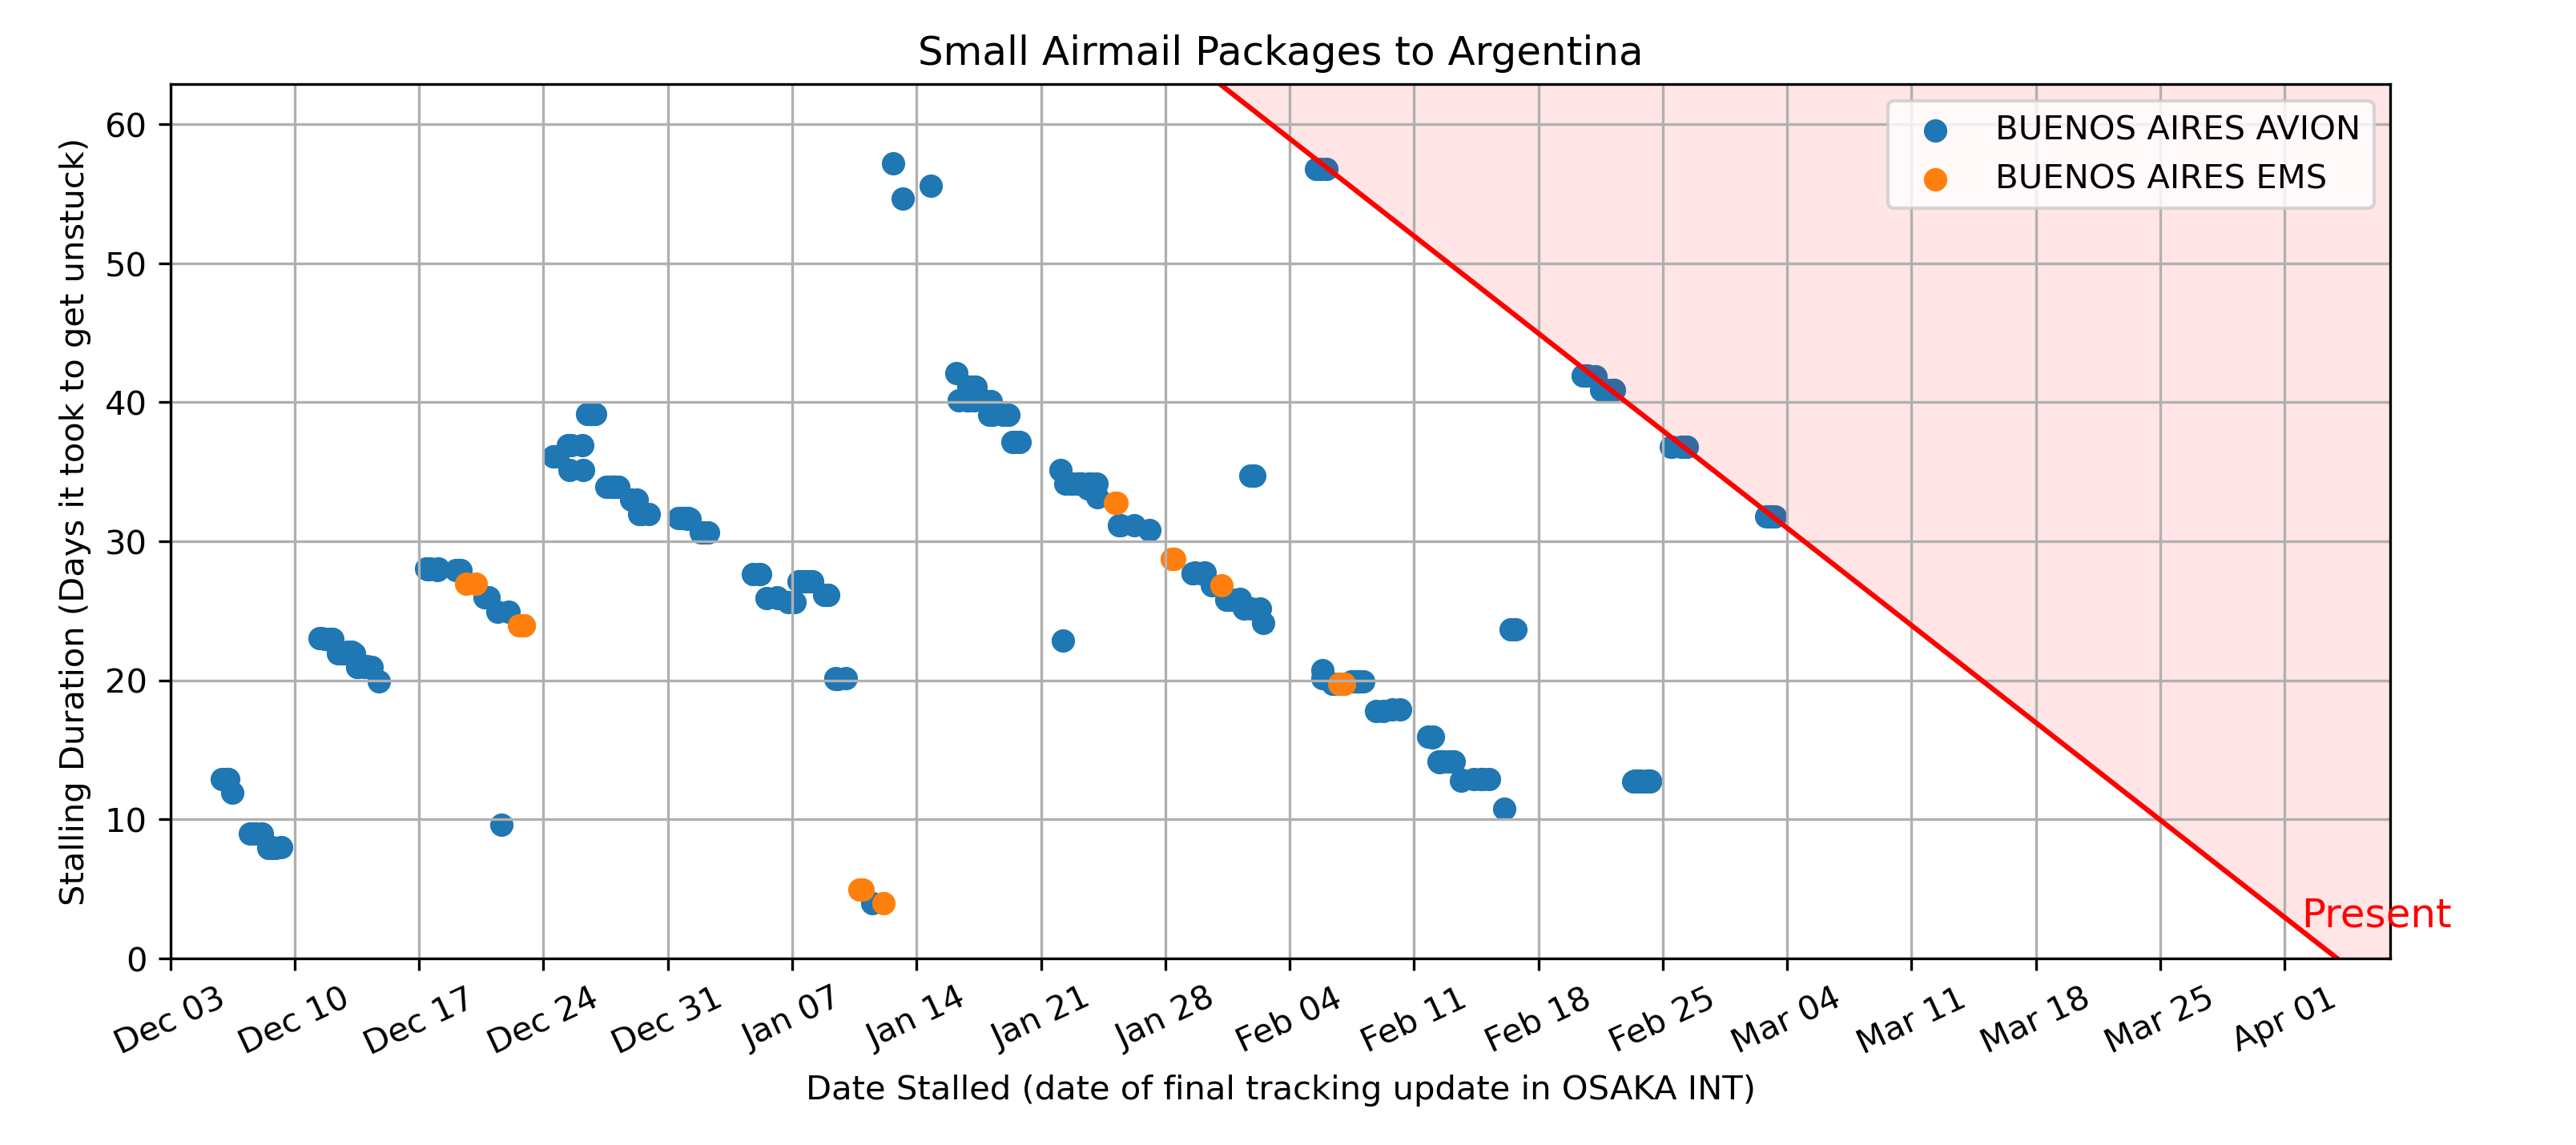 Small Airmail Packages to Argentina
Stalling Duration (Days it took to get unstuck)
60
50
40
30
20
10
0
BUENOS AIRES AVION
BUENOS AIRES EMS
Present
Dec 03
Dec 10
Dec 17
Dec 24
Dec 31
Jan 07
Jan 14
Jan 21
Jan 28
Feb 04
Feb 11
Feb 18
Feb 25
Mar 04
Mar 11
Mar 18
Mar 25
Apr 01
Date Stalled (date of final tracking update in OSAKA INT)